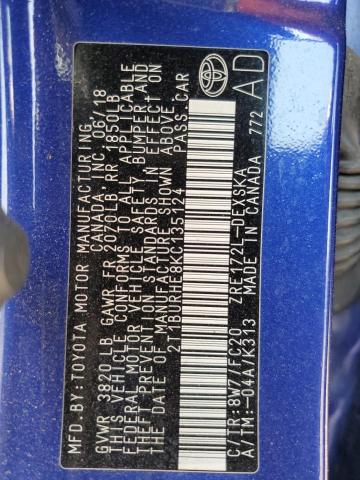 MFD.BY:TOYOTA MOTOR MANUFACTURING
CANADA, INC. 06/18
GVWR 3820 LB GAWR FR 2070LB RR 1850LB
THIS VEHICLE CONFORMS TO ALL APPLICABLE
FEDERAL MOTOR VEHICLE SAFETY, BUMPER, AND
THEFT PREVENTION STANDARDS IN EFFECT ON
THE DATE OF MANUFACTURE SHOWN ABOVE.
2T1BURHE8KC135124 PASS.CAR
C/TR:8W7/FC20 ZRE172L-DEXSKA
A/TM:-04A/K313 MADE IN CANADA 772
AD
TOYOTA